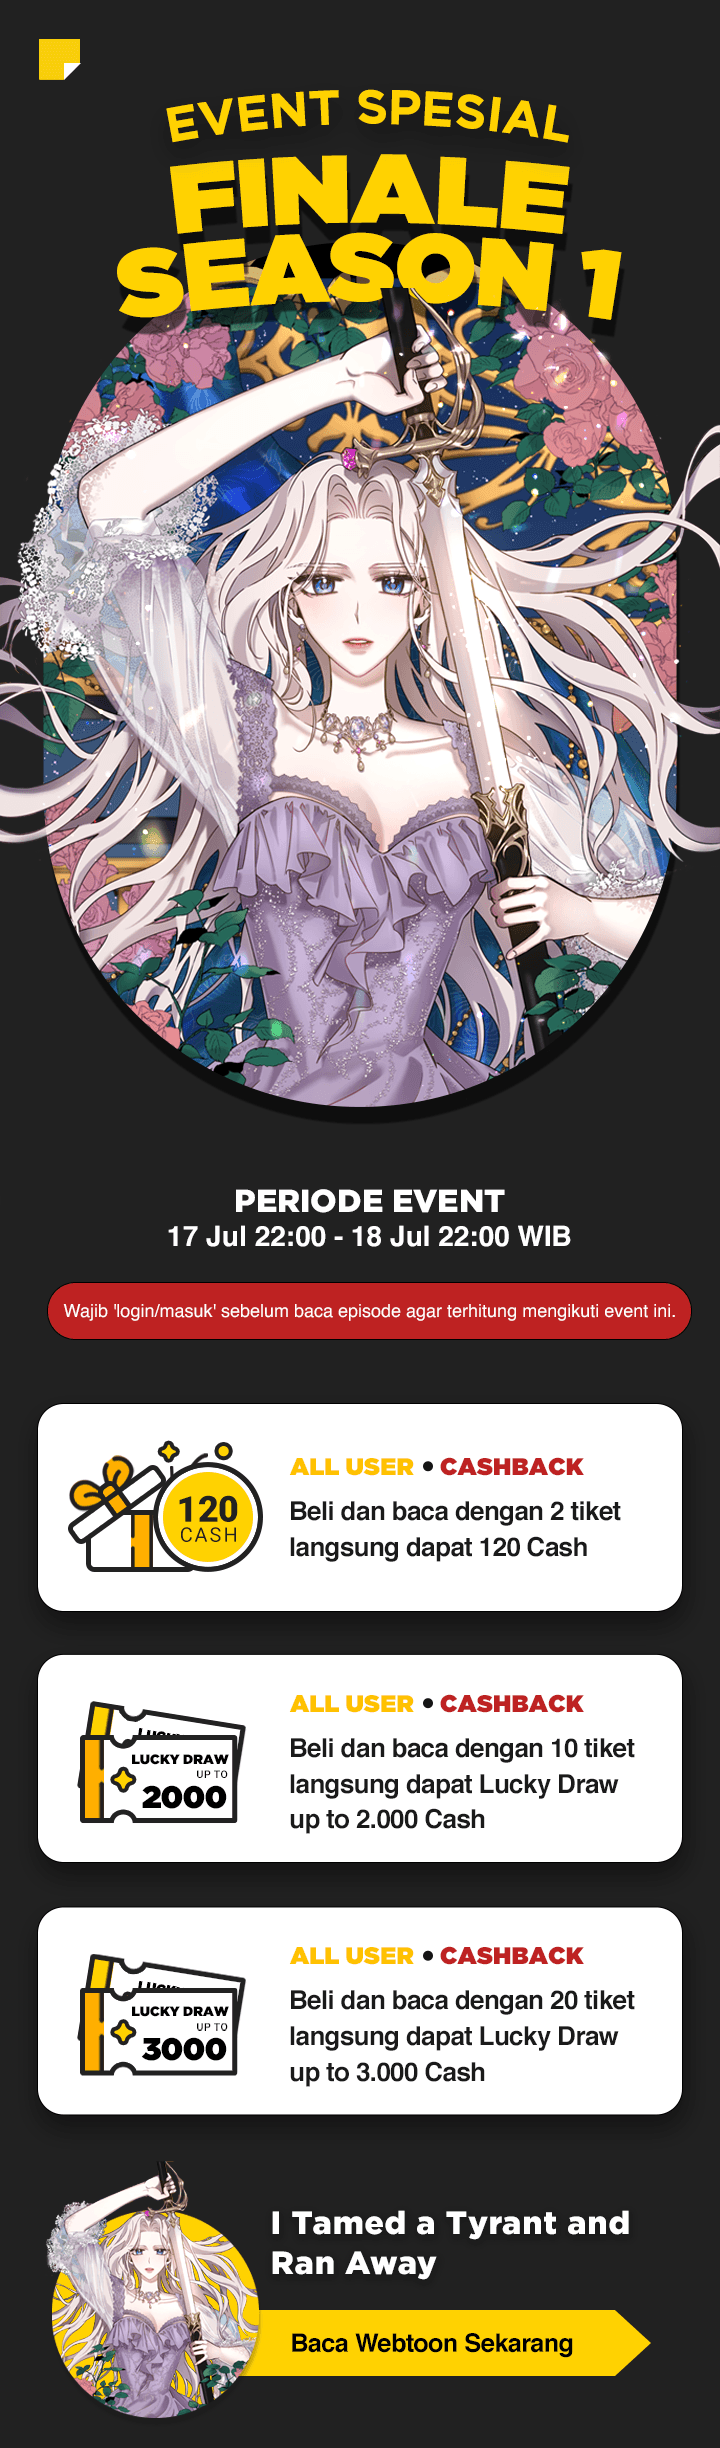 EVENT SPESIAL
FINALE
SEASON 1
PERIODE EVENT
17 Jul 22:00 - 18 Jul 22:00 WIB
Wajib 'login/masuk' sebelum baca episode agar terhitung mengikuti event ini.
120
CASH
ALL USER • CASHBACK
Beli dan baca dengan 2 tiket
langsung dapat 120 Cash
LUCKY DRAW
UP TO
2000
ALL USER • CASHBACK
Beli dan baca dengan 10 tiket
langsung dapat Lucky Draw
up to 2.000 Cash
LUCKY DRAW
UP TO
3000
ALL USER • CASHBACK
Beli dan baca dengan 20 tiket
langsung dapat Lucky Draw
up to 3.000 Cash
I Tamed a Tyrant and
Ran Away
Baca Webtoon Sekarang